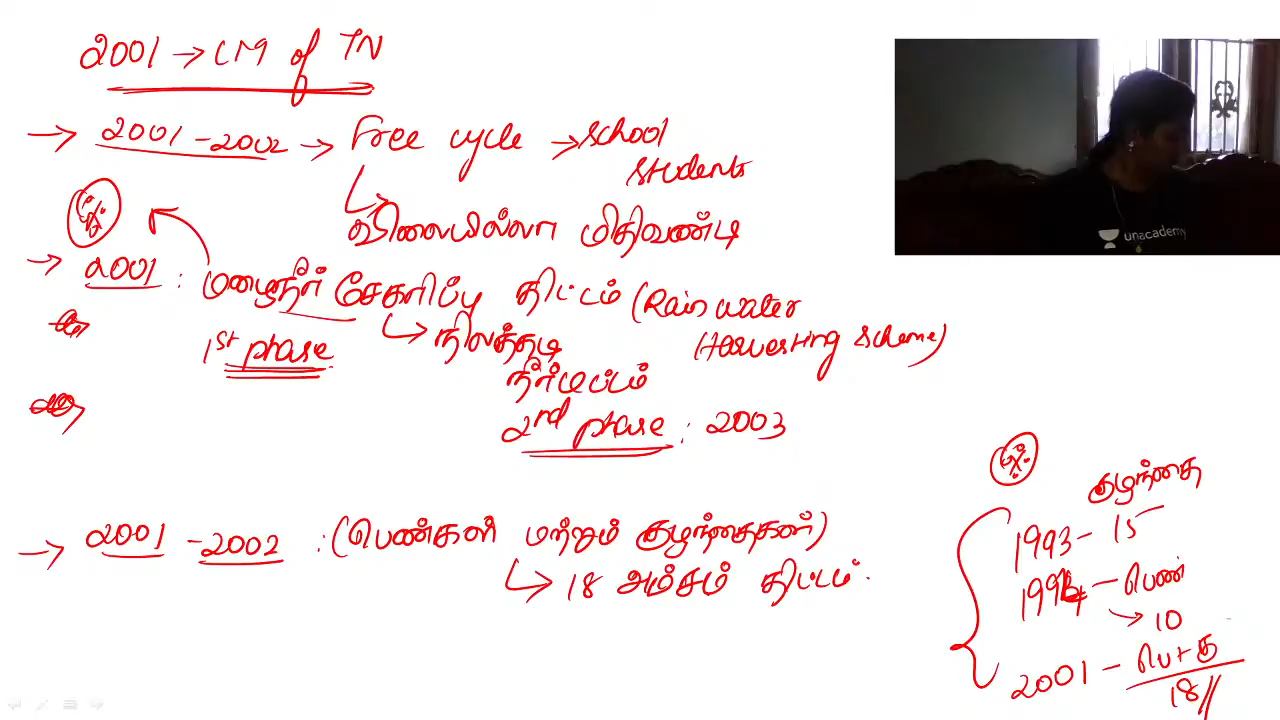 2001 → CM of TN
→ 2001 - 2002 → Free cycle → School
Students
விலையில்லா மிதிவண்டி
→ 2001 : மழைநீர் சேகரிப்பு திட்டம் (Rain water
Harvesting scheme)
1st phase
நிலத்தடி
நீர்மட்டம்
2nd phase : 2003
→ 2001 - 2002 : (பெண்கள் மற்றும் குழந்தைகள்)
→ 18 அம்சம் திட்டம்.
குழந்தை
1993 - 15
1994 - பெண்
→ 10
2001 - பெ + கு
18//
unacademy